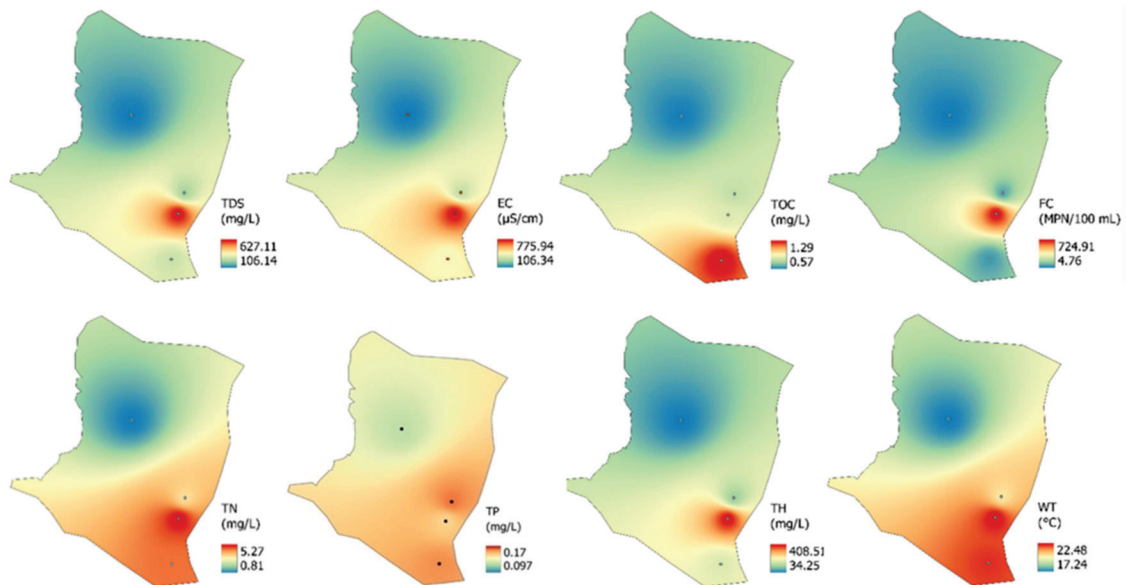 TDS
(mg/L)
627.11
106.14
EC
(µS/cm)
775.94
106.34
TOC
(mg/L)
1.29
0.57
FC
(MPN/100 mL)
724.91
4.76
TN
(mg/L)
5.27
0.81
TP
(mg/L)
0.17
0.097
TH
(mg/L)
408.51
34.25
WT
(°C)
22.48
17.24